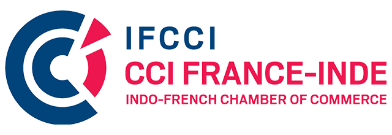 IFCCI
CCI FRANCE-INDE
INDO-FRENCH CHAMBER OF COMMERCE